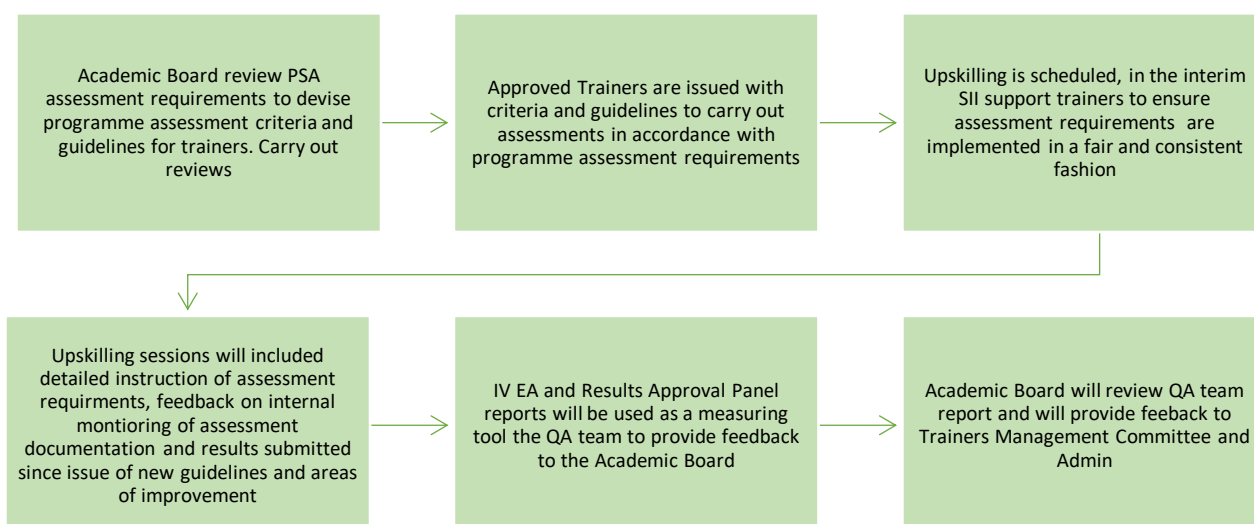 Academic Board review PSA
assessment requirements to devise
programme assessment criteria and
guidelines for trainers. Carry out
reviews
Approved Trainers are issued with
criteria and guidelines to carry out
assessments in accordance with
programme assessment requirements
Upskilling is scheduled, in the interim
SII support trainers to ensure
assessment requirements are
implemented in a fair and consistent
fashion
Upskilling sessions will included
detailed instruction of assessment
requirments, feedback on internal
montioring of assessment
documentation and results submitted
since issue of new guidelines and areas
of improvement
IV EA and Results Approval Panel
reports will be used as a measuring
tool the QA team to provide feedback
to the Academic Board
Academic Board will review QA team
report and will provide feeback to
Trainers Management Committee and
Admin